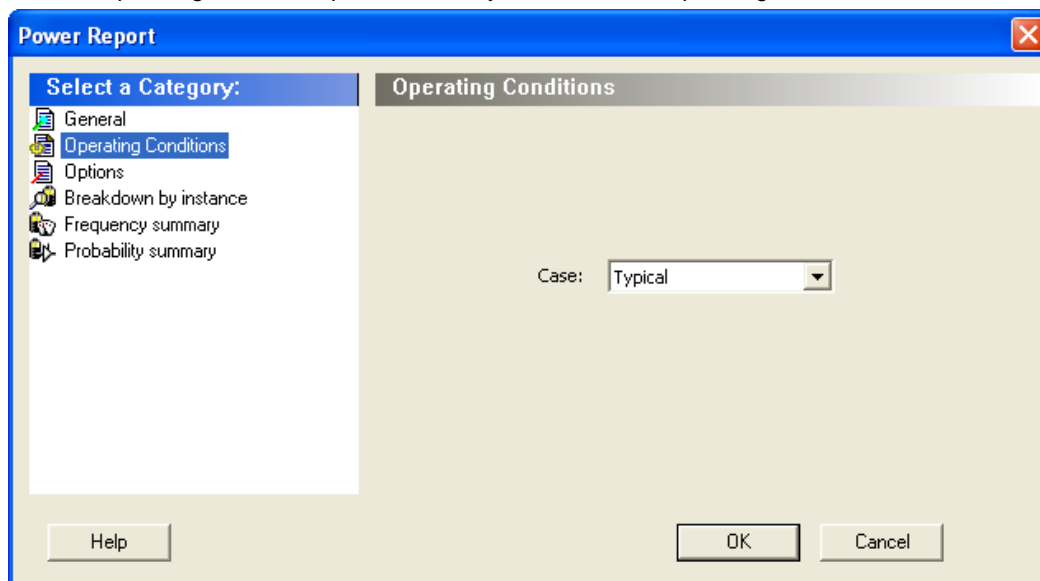 Power Report
Select a Category:
General
Operating Conditions
Options
Breakdown by instance
Frequency summary
Probability summary
Operating Conditions
Case: Typical
Help
OK
Cancel